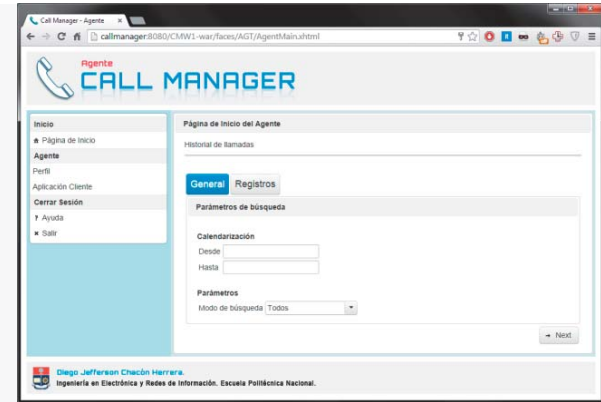 Call Manager - Agente
callmanager:8080/CMW1-war/faces/AGT/AgentMain.xhtml
Agente
CALL MANAGER
Inicio
Página de Inicio
Agente
Perfil
Aplicación Cliente
Cerrar Sesión
Ayuda
Salir
Página de Inicio del Agente
Historial de llamadas
General Registros
Parámetros de búsqueda
Calendarización
Desde
Hasta
Parámetros
Modo de búsqueda Todos
Next
Diego Jefferson Chacón Herrera.
Ingeniería en Electrónica y Redes de Información. Escuela Politécnica Nacional.